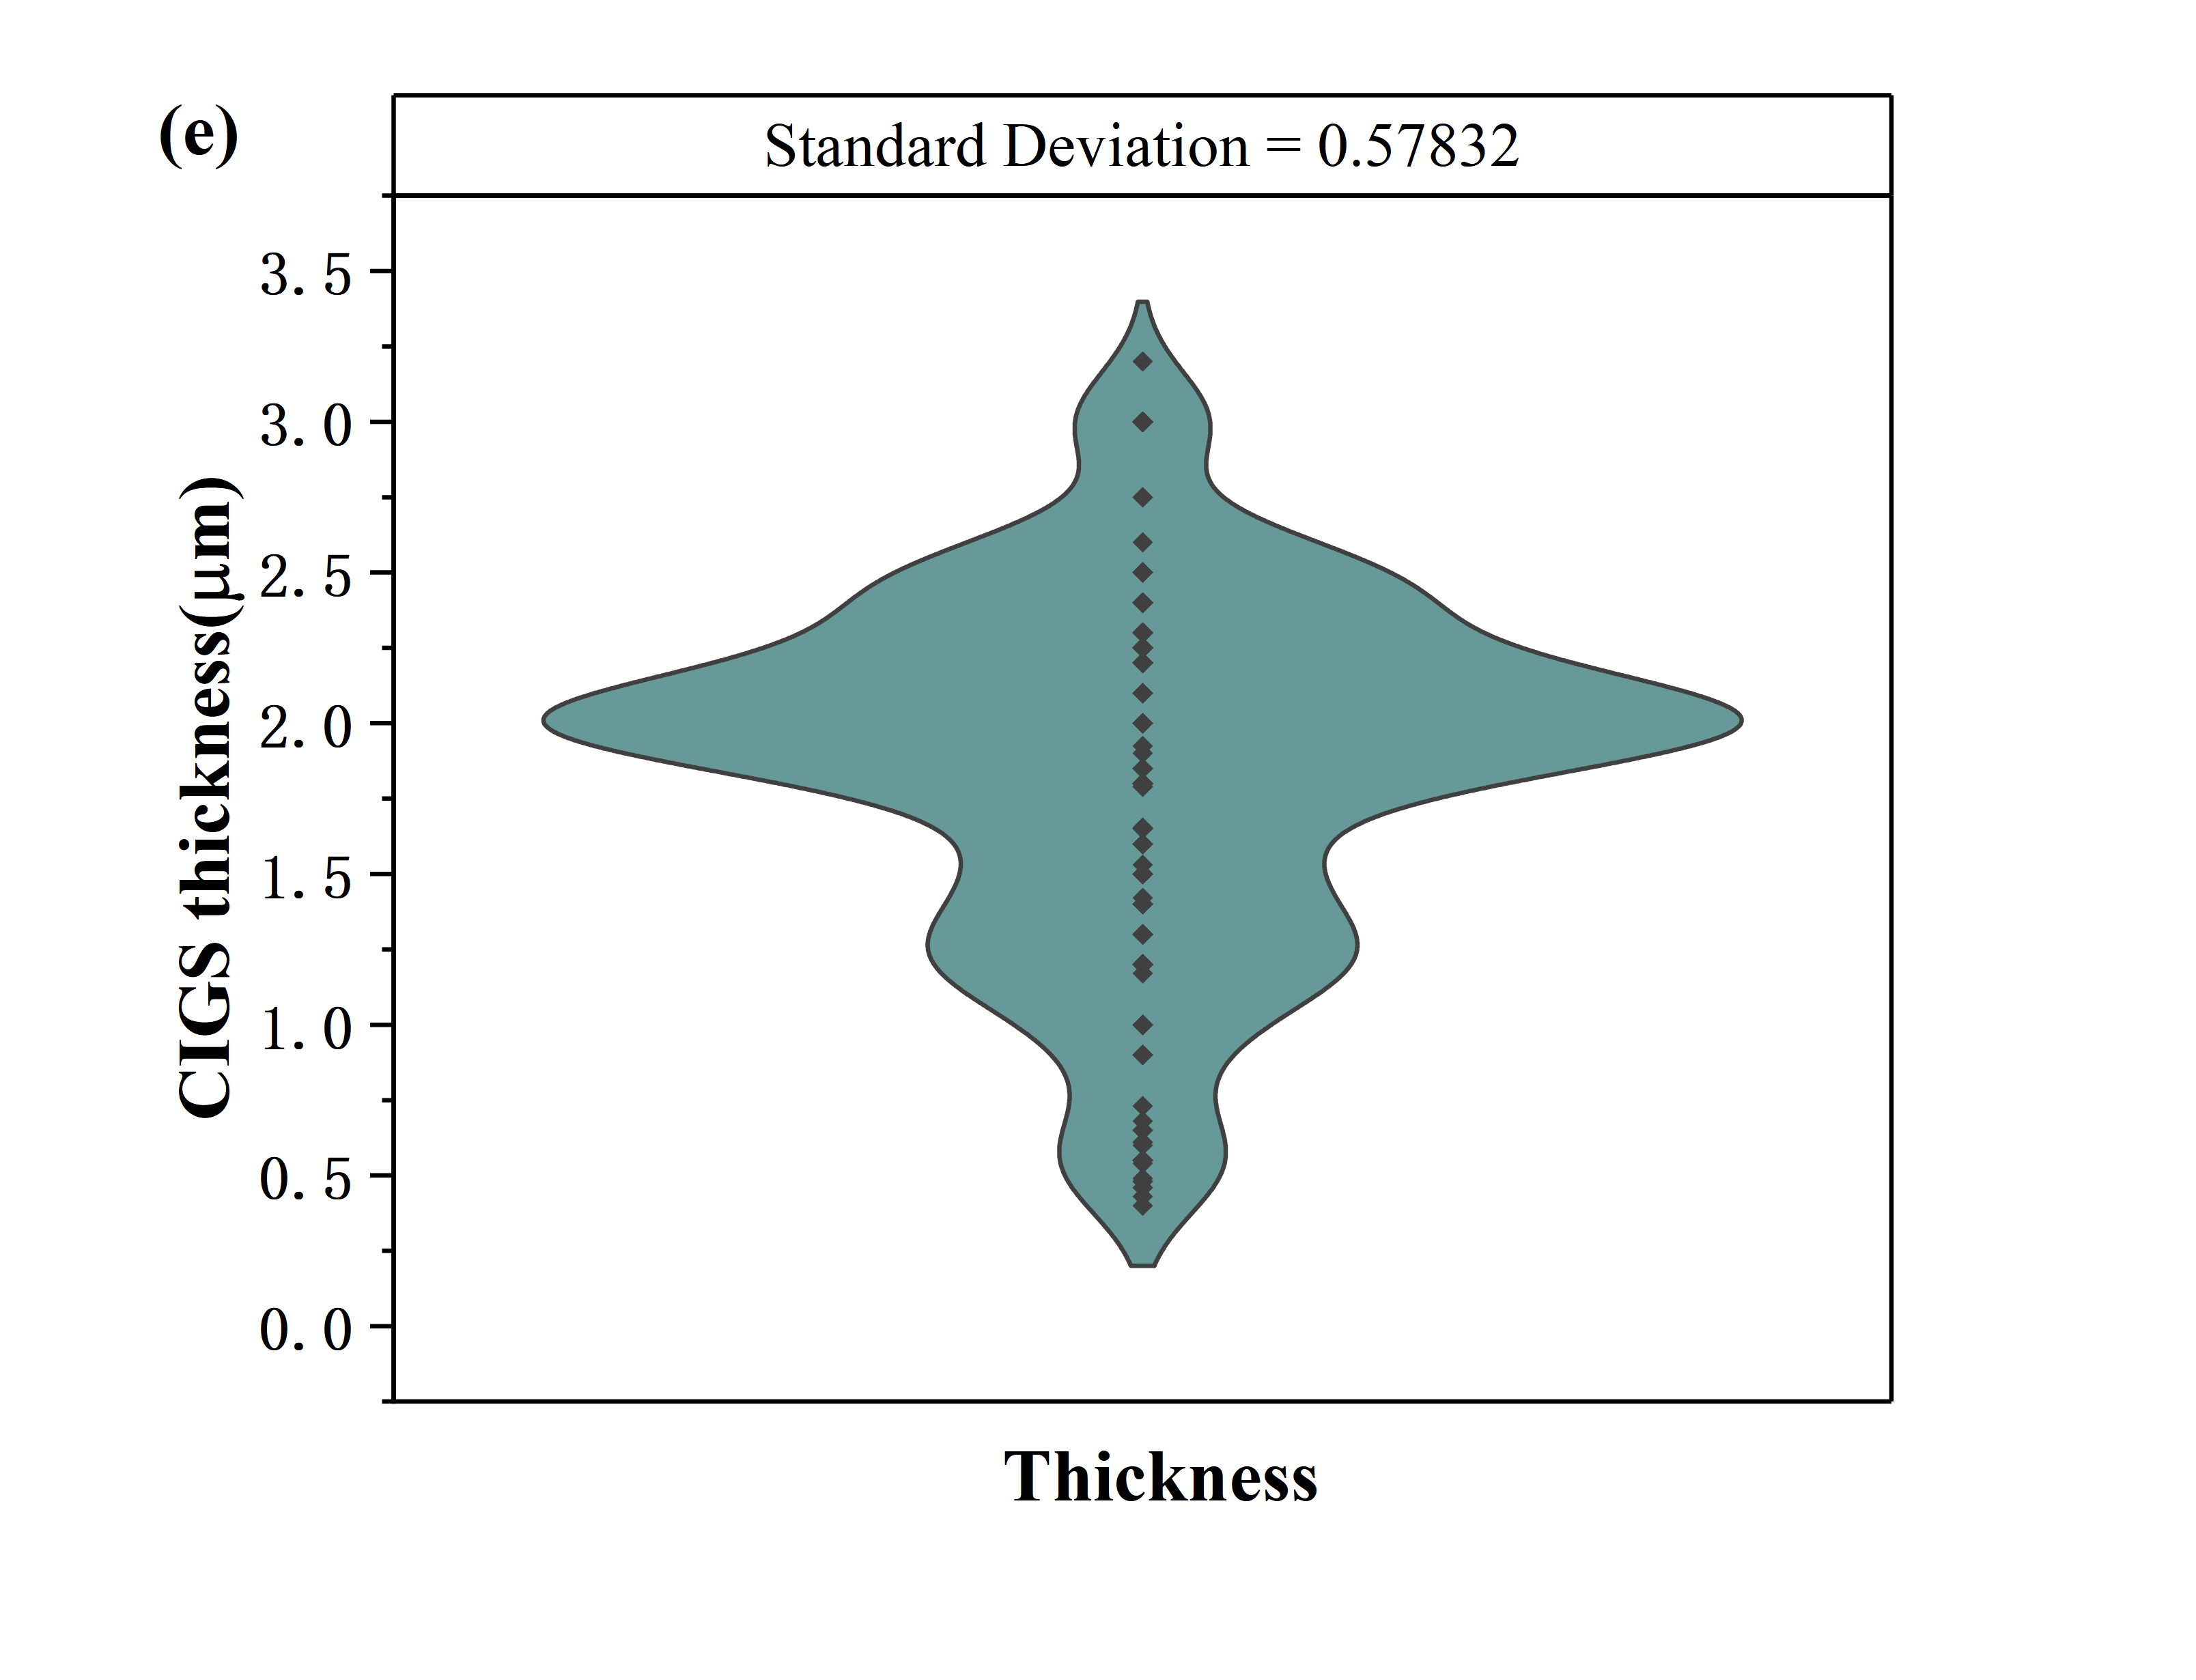 (e)
Standard Deviation = 0.57832
3.5
3.0
2.5
2.0
1.5
1.0
0.5
0.0
CIGS thickness(μm)
Thickness